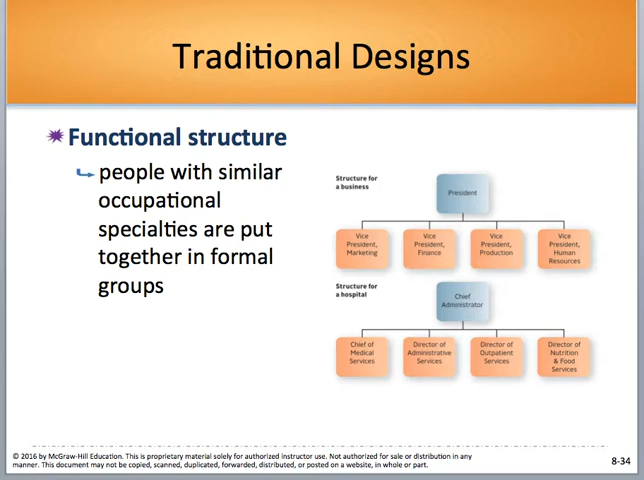 Traditional Designs
Functional structure
people with similar
occupational
specialties are put
together in formal
groups
Structure for
a business
President
Vice
President,
Marketing
Vice
President,
Finance
Vice
President,
Production
Vice
President,
Human
Resources
Structure for
a hospital
Chief
Administrator
Chief of
Medical
Services
Director of
Administrative
Services
Director of
Outpatient
Services
Director of
Nutrition
& Food
Services
© 2016 by McGraw-Hill Education. This is proprietary material solely for authorized instructor use. Not authorized for sale or distribution in any
manner. This document may not be copied, scanned, duplicated, forwarded, distributed, or posted on a website, in whole or part.
8-34